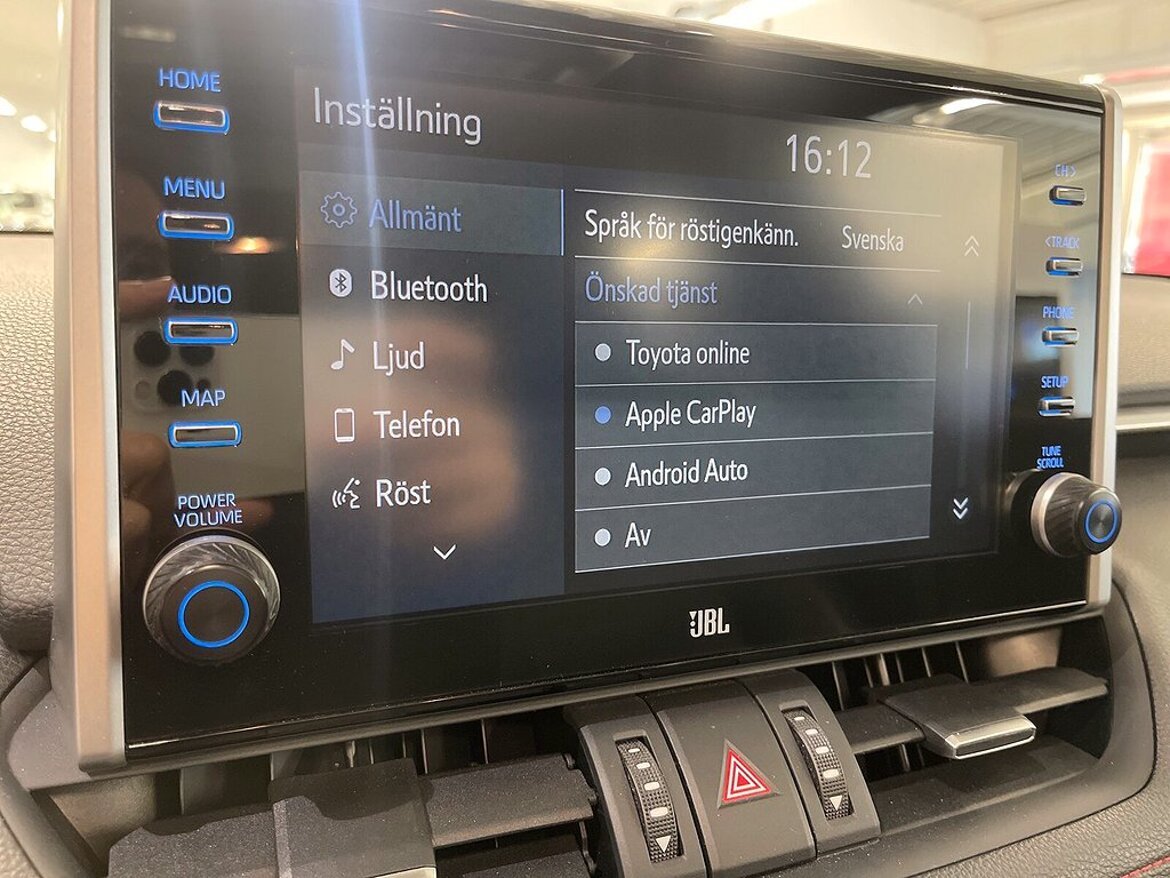 HOME
MENU
AUDIO
MAP
POWER
VOLUME
Inställning
16:12
Allmänt
Bluetooth
Ljud
Telefon
Röst
Språk för röstigenkänn. Svenska
Önskad tjänst
Toyota online
Apple CarPlay
Android Auto
Av
CH>
<TRACK
PHONE
SETUP
TUNE
SCROLL
JBL